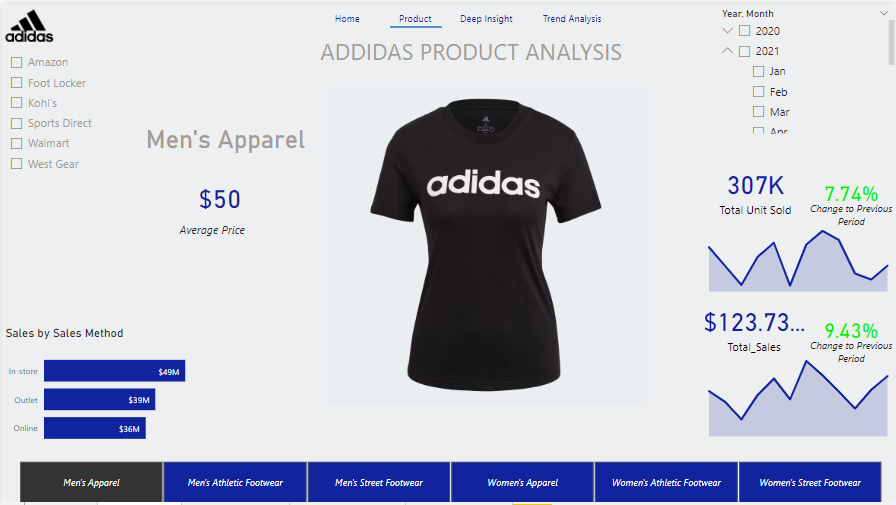 adidas
Home Product Deep Insight Trend Analysis
Year, Month
2020
2021
Jan
Feb
Mar
Apr
ADDIDAS PRODUCT ANALYSIS
Amazon
Foot Locker
Kohl's
Sports Direct
Walmart
West Gear
Men's Apparel
$50
Average Price
adidas
307K
Total Unit Sold
7.74%
Change to Previous
Period
$123.73...
Total_Sales
9.43%
Change to Previous
Period
Sales by Sales Method
In-store $49M
Outlet $39M
Online $36M
Men's Apparel Men's Athletic Footwear Men's Street Footwear Women's Apparel Women's Athletic Footwear Women's Street Footwear